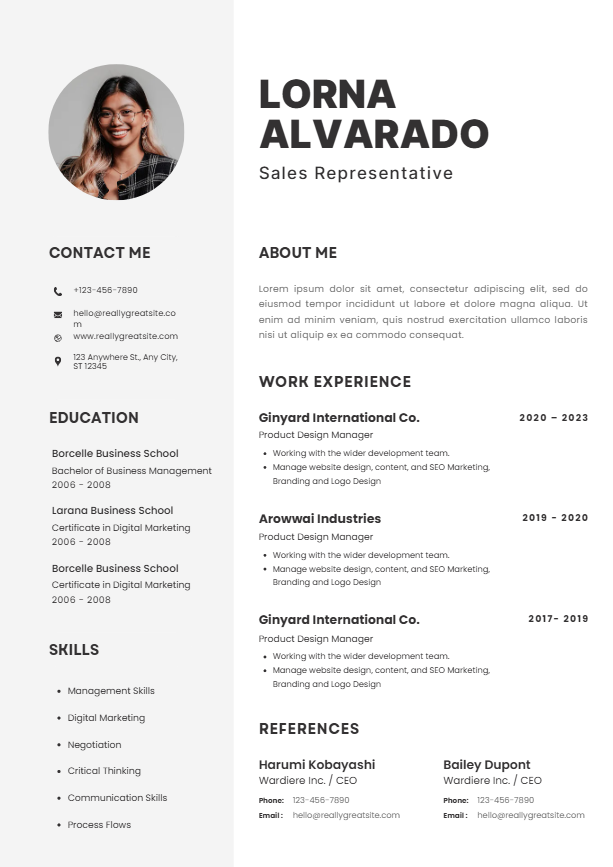 LORNA
ALVARADO
Sales Representative
CONTACT ME
+123-456-7890
hello@reallygreatsite.co
m
www.reallygreatsite.com
123 Anywhere St., Any City,
ST 12345
EDUCATION
Borcelle Business School
Bachelor of Business Management
2006 - 2008
Larana Business School
Certificate in Digital Marketing
2006 - 2008
Borcelle Business School
Certificate in Digital Marketing
2006 - 2008
SKILLS
• Management Skills
• Digital Marketing
• Negotiation
• Critical Thinking
• Communication Skills
• Process Flows
ABOUT ME
Lorem ipsum dolor sit amet, consectetur adipiscing elit, sed do
eiusmod tempor incididunt ut labore et dolore magna aliqua. Ut
enim ad minim veniam, quis nostrud exercitation ullamco laboris
nisi ut aliquip ex ea commodo consequat.
WORK EXPERIENCE
Ginyard International Co. 2020 – 2023
Product Design Manager
• Working with the wider development team.
• Manage website design, content, and SEO Marketing,
Branding and Logo Design
Arowwai Industries 2019 - 2020
Product Design Manager
• Working with the wider development team.
• Manage website design, content, and SEO Marketing,
Branding and Logo Design
Ginyard International Co. 2017- 2019
Product Design Manager
• Working with the wider development team.
• Manage website design, content, and SEO Marketing,
Branding and Logo Design
REFERENCES
Harumi Kobayashi
Wardiere Inc. / CEO
Phone: 123-456-7890
Email : hello@reallygreatsite.com
Bailey Dupont
Wardiere Inc. / CEO
Phone: 123-456-7890
Email : hello@reallygreatsite.com